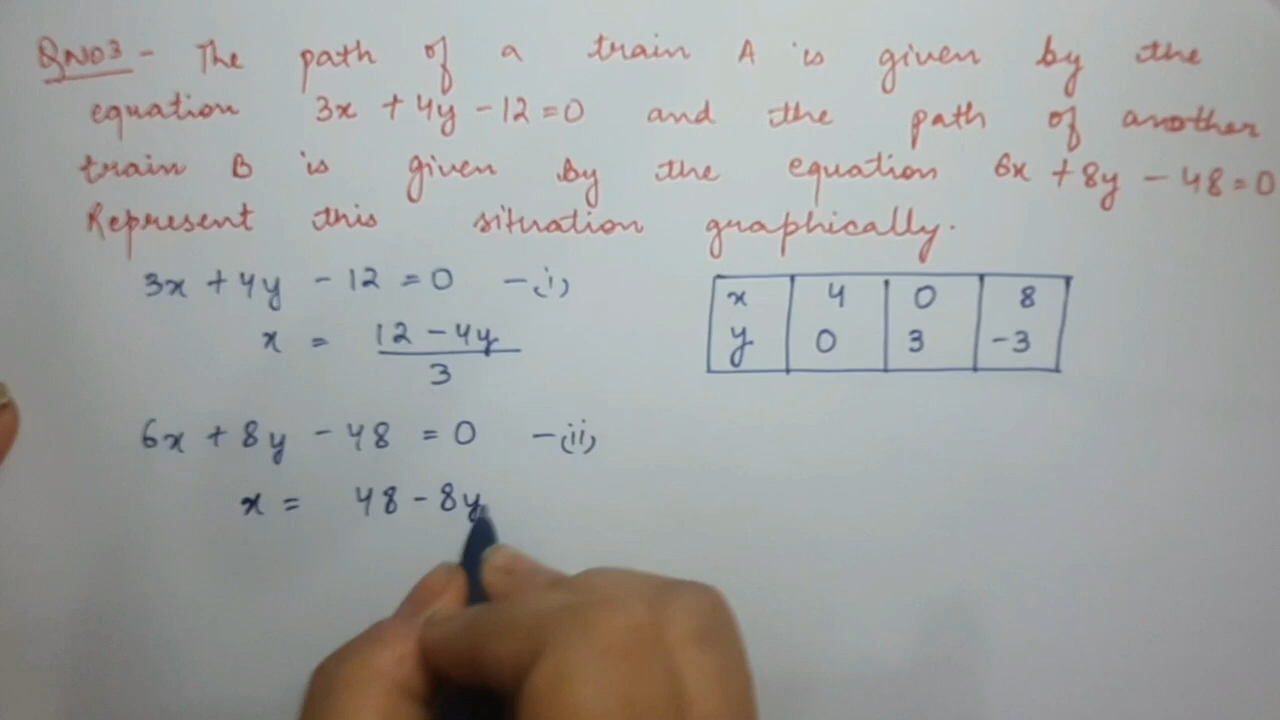 QNO3 - The path of a train A is given by the
equation 3x + 4y - 12 = 0 and the path of another
train B is given by the equation 6x + 8y - 48 = 0
Represent this situation graphically.
3x + 4y - 12 = 0 - (i)
x = 12 - 4y
3
x 4 0 8
y 0 3 -3
6x + 8y - 48 = 0 - (ii)
x = 48 - 8y